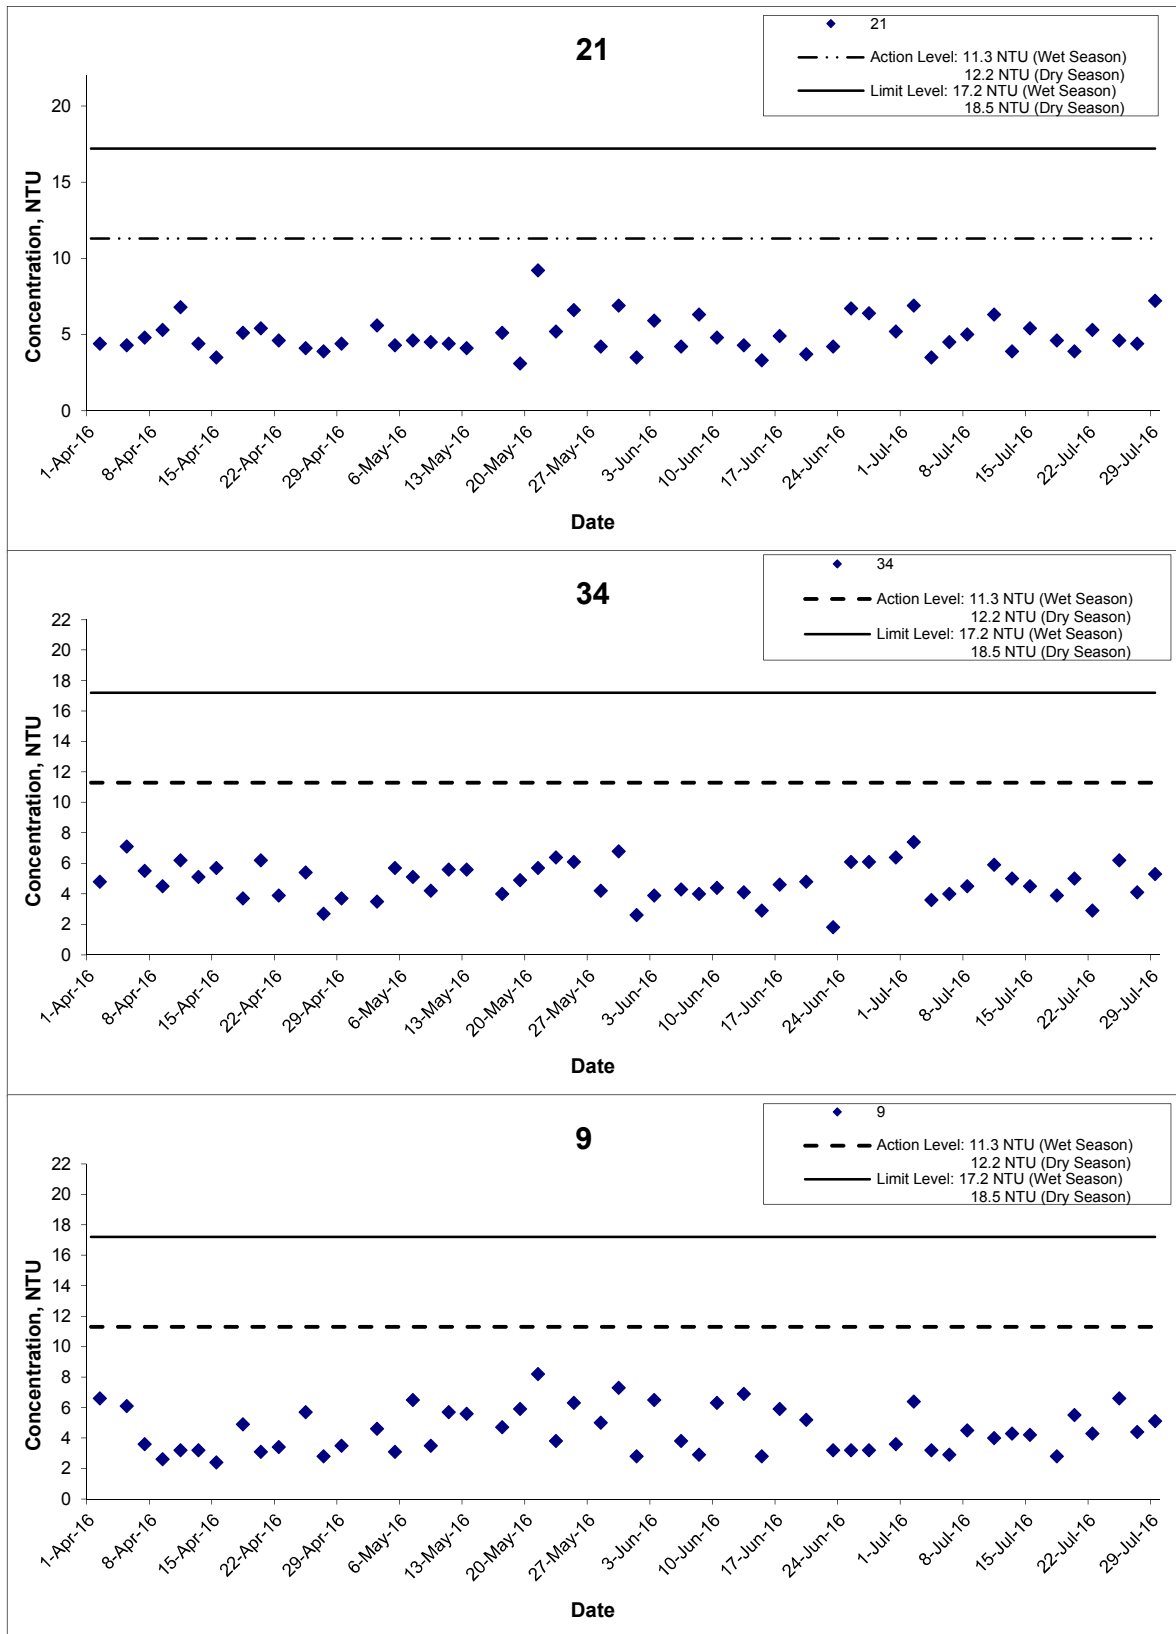 21
21
Action Level: 11.3 NTU (Wet Season)
12.2 NTU (Dry Season)
Limit Level: 17.2 NTU (Wet Season)
18.5 NTU (Dry Season)
Concentration, NTU
20
15
10
5
0
1-Apr-16 8-Apr-16 15-Apr-16 22-Apr-16 29-Apr-16 6-May-16 13-May-16 20-May-16 27-May-16 3-Jun-16 10-Jun-16 17-Jun-16 24-Jun-16 1-Jul-16 8-Jul-16 15-Jul-16 22-Jul-16 29-Jul-16
Date
34
34
Action Level: 11.3 NTU (Wet Season)
12.2 NTU (Dry Season)
Limit Level: 17.2 NTU (Wet Season)
18.5 NTU (Dry Season)
Concentration, NTU
22
20
18
16
14
12
10
8
6
4
2
0
1-Apr-16 8-Apr-16 15-Apr-16 22-Apr-16 29-Apr-16 6-May-16 13-May-16 20-May-16 27-May-16 3-Jun-16 10-Jun-16 17-Jun-16 24-Jun-16 1-Jul-16 8-Jul-16 15-Jul-16 22-Jul-16 29-Jul-16
Date
9
9
Action Level: 11.3 NTU (Wet Season)
12.2 NTU (Dry Season)
Limit Level: 17.2 NTU (Wet Season)
18.5 NTU (Dry Season)
Concentration, NTU
22
20
18
16
14
12
10
8
6
4
2
0
1-Apr-16 8-Apr-16 15-Apr-16 22-Apr-16 29-Apr-16 6-May-16 13-May-16 20-May-16 27-May-16 3-Jun-16 10-Jun-16 17-Jun-16 24-Jun-16 1-Jul-16 8-Jul-16 15-Jul-16 22-Jul-16 29-Jul-16
Date